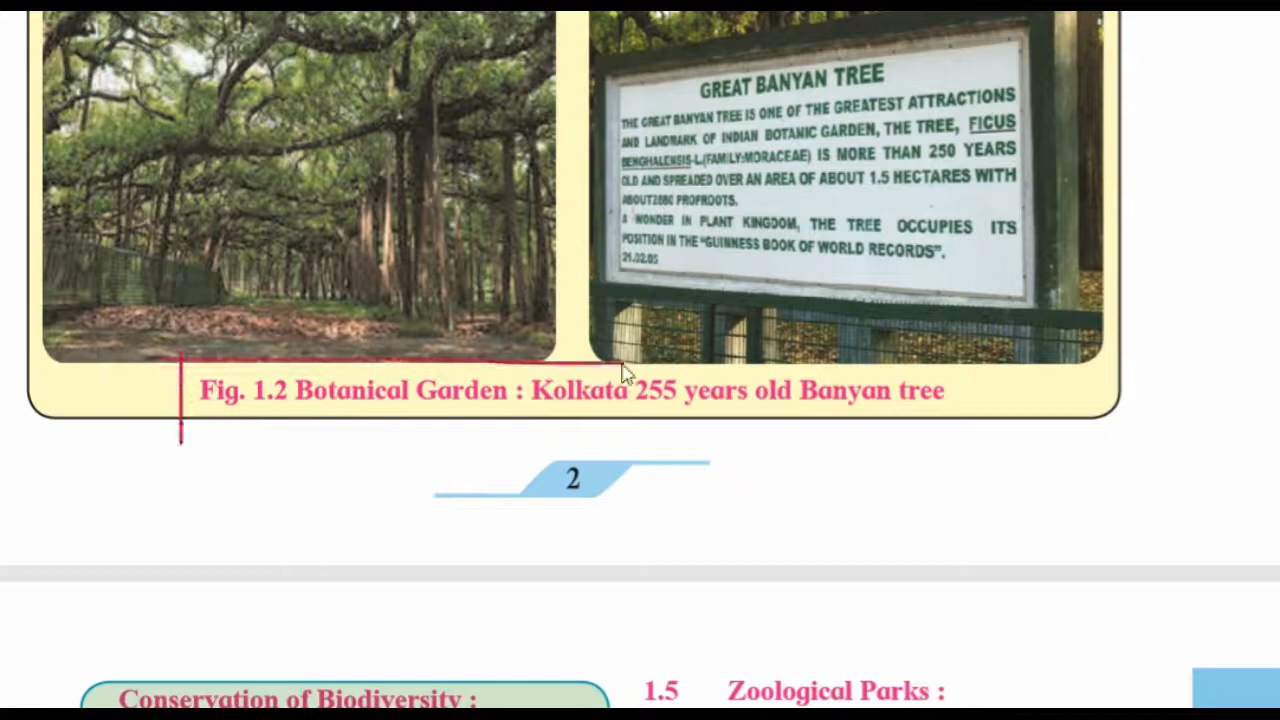 GREAT BANYAN TREE
THE GREAT BANYAN TREE IS ONE OF THE GREATEST ATTRACTIONS
AND LANDMARK OF INDIAN BOTANIC GARDEN, THE TREE, FICUS
BENGHALENSIS-L.(FAMILY:MORACEAE) IS MORE THAN 250 YEARS
OLD AND SPREADED OVER AN AREA OF ABOUT 1.5 HECTARES WITH
ABOUT2880 PROPROOTS.
A WONDER IN PLANT KINGDOM, THE TREE OCCUPIES ITS
POSITION IN THE "GUINNESS BOOK OF WORLD RECORDS".
21.02.05
Fig. 1.2 Botanical Garden : Kolkata 255 years old Banyan tree
2
Conservation of Biodiversity :
1.5 Zoological Parks :